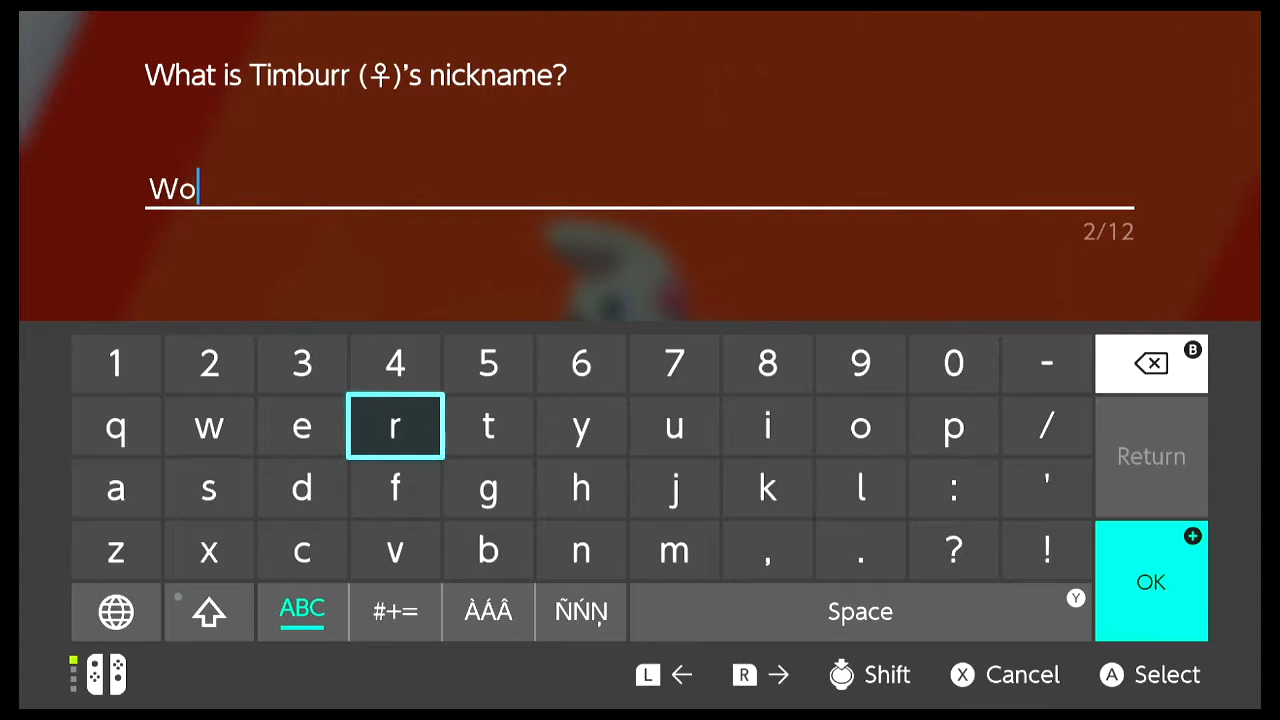 What is Timburr (♀)'s nickname?
Wo
2/12
1 2 3 4 5 6 7 8 9 0 - B
q w e r t y u i o p / Return
a s d f g h j k l : '
z x c v b n m , . ? ! + OK
ABC #+= ÀÁÂ ÑŃŅ Space Y
L ← R → Shift X Cancel A Select